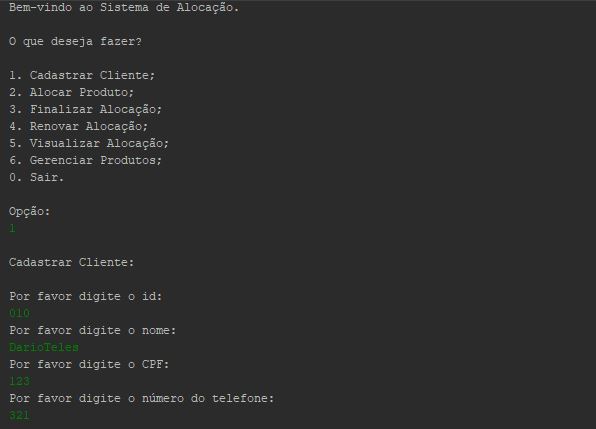 Bem-vindo ao Sistema de Alocação.
O que deseja fazer?
1. Cadastrar Cliente;
2. Alocar Produto;
3. Finalizar Alocação;
4. Renovar Alocação;
5. Visualizar Alocação;
6. Gerenciar Produtos;
0. Sair.
Opção:
1
Cadastrar Cliente:
Por favor digite o id:
010
Por favor digite o nome:
DarioTeles
Por favor digite o CPF:
123
Por favor digite o número do telefone:
321